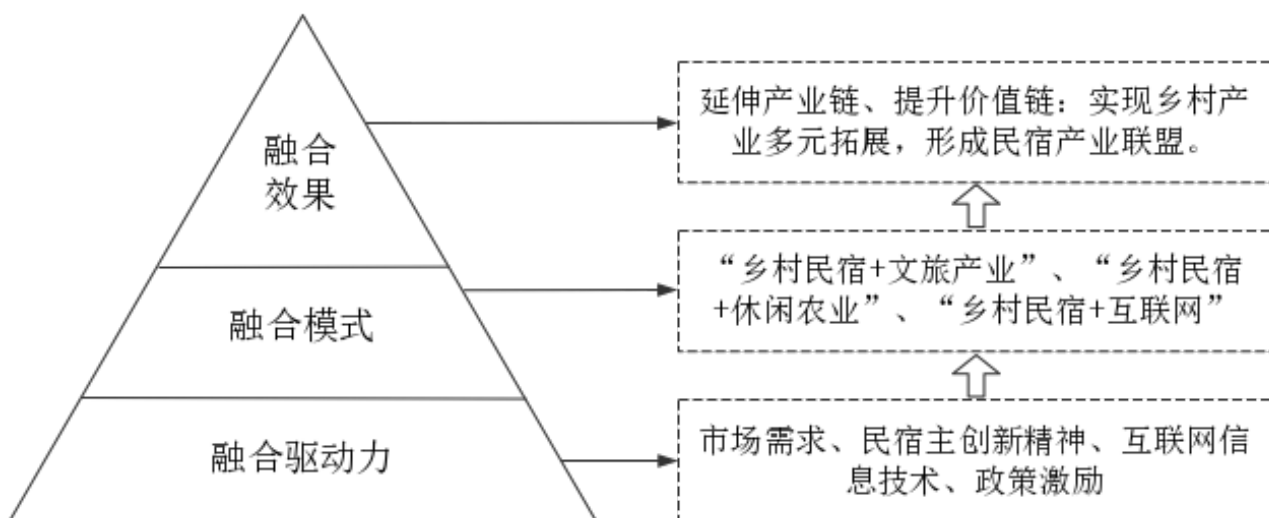 融合
效果
延伸产业链、提升价值链：实现乡村产
业多元拓展，形成民宿产业联盟。
融合模式
“乡村民宿+文旅产业”、“乡村民宿
+休闲农业”、“乡村民宿+互联网”
融合驱动力
市场需求、民宿主创新精神、互联网信
息技术、政策激励